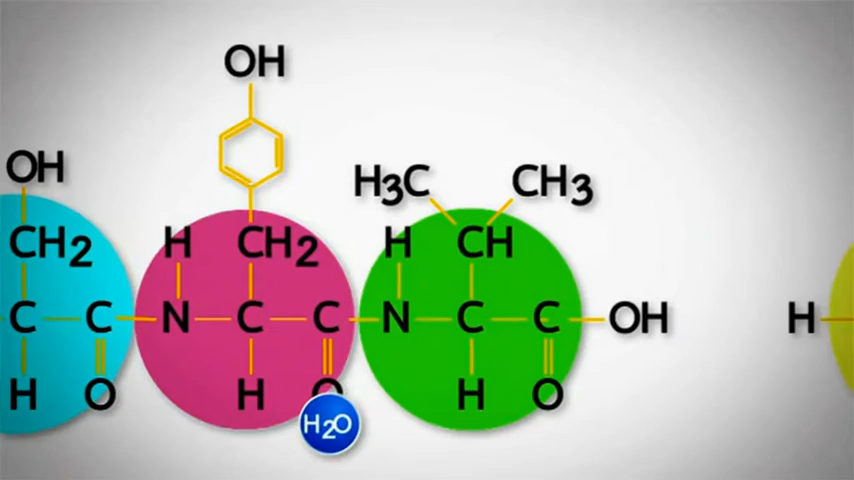 OH
OH
H3C CH3
CH2 H CH2 H CH
C C N C C N C C OH H
H O H O H O
H2O